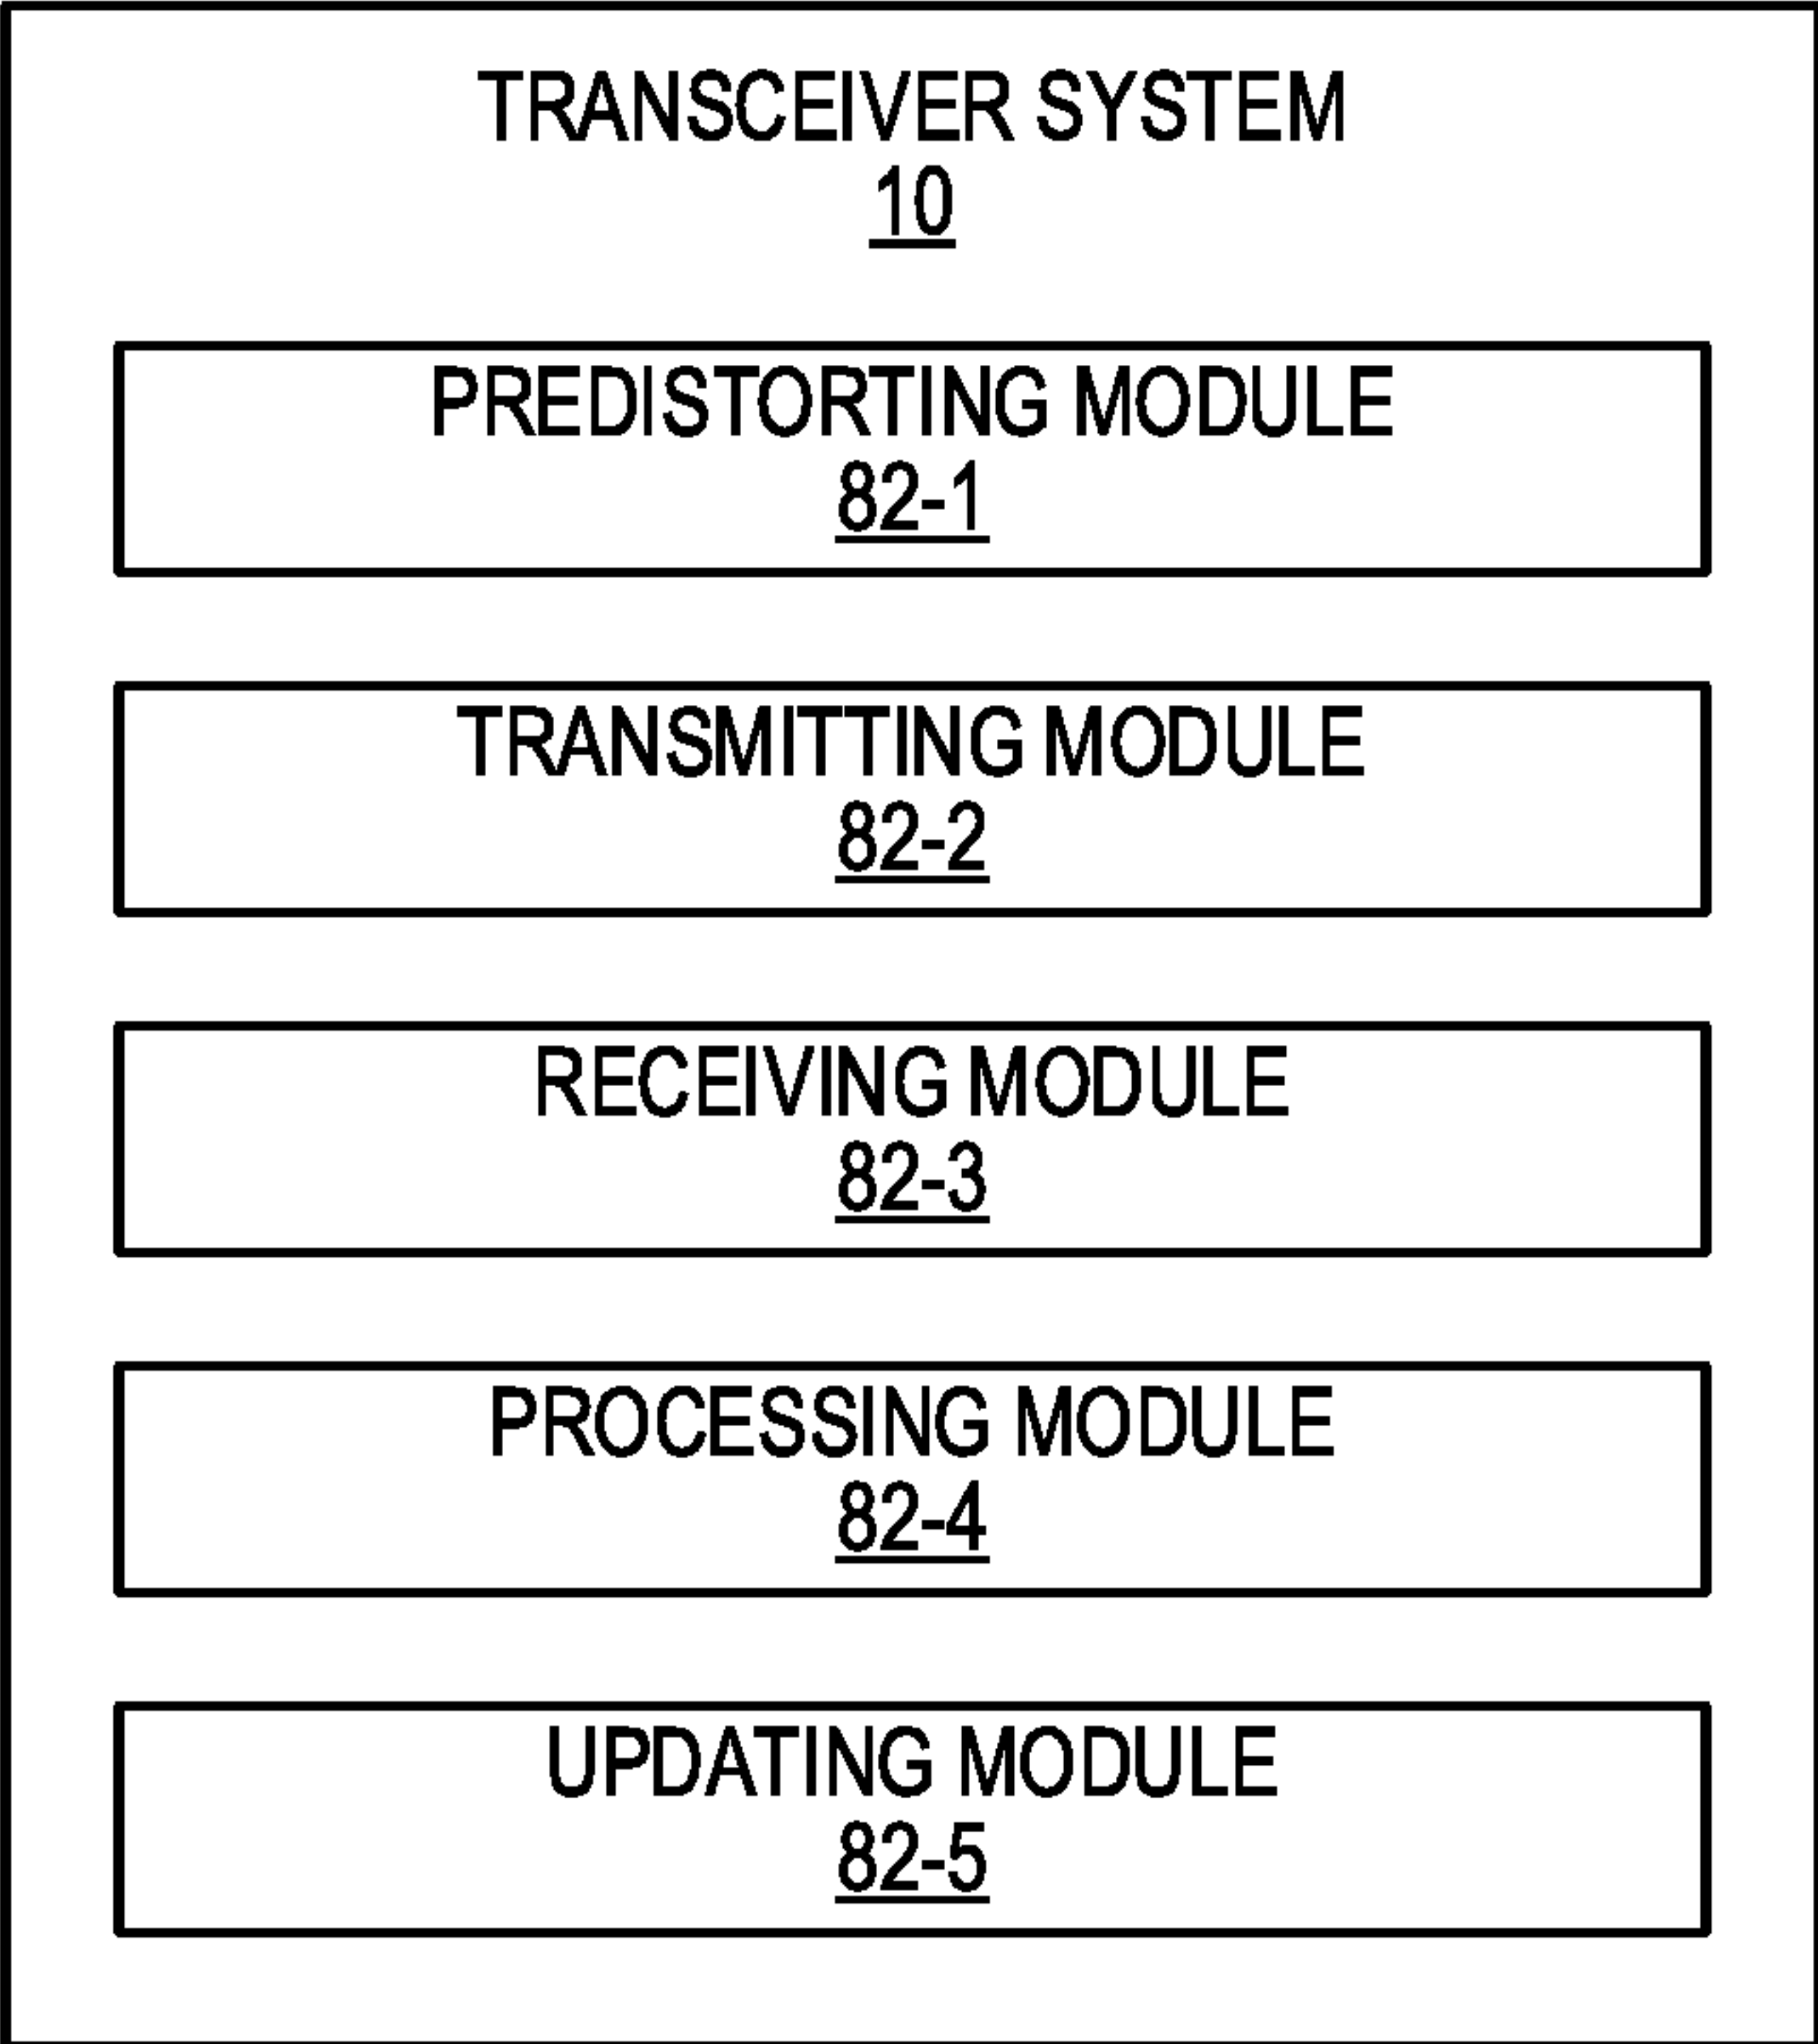 TRANSCEIVER SYSTEM
10
PREDISTORTING MODULE
82-1
TRANSMITTING MODULE
82-2
RECEIVING MODULE
82-3
PROCESSING MODULE
82-4
UPDATING MODULE
82-5